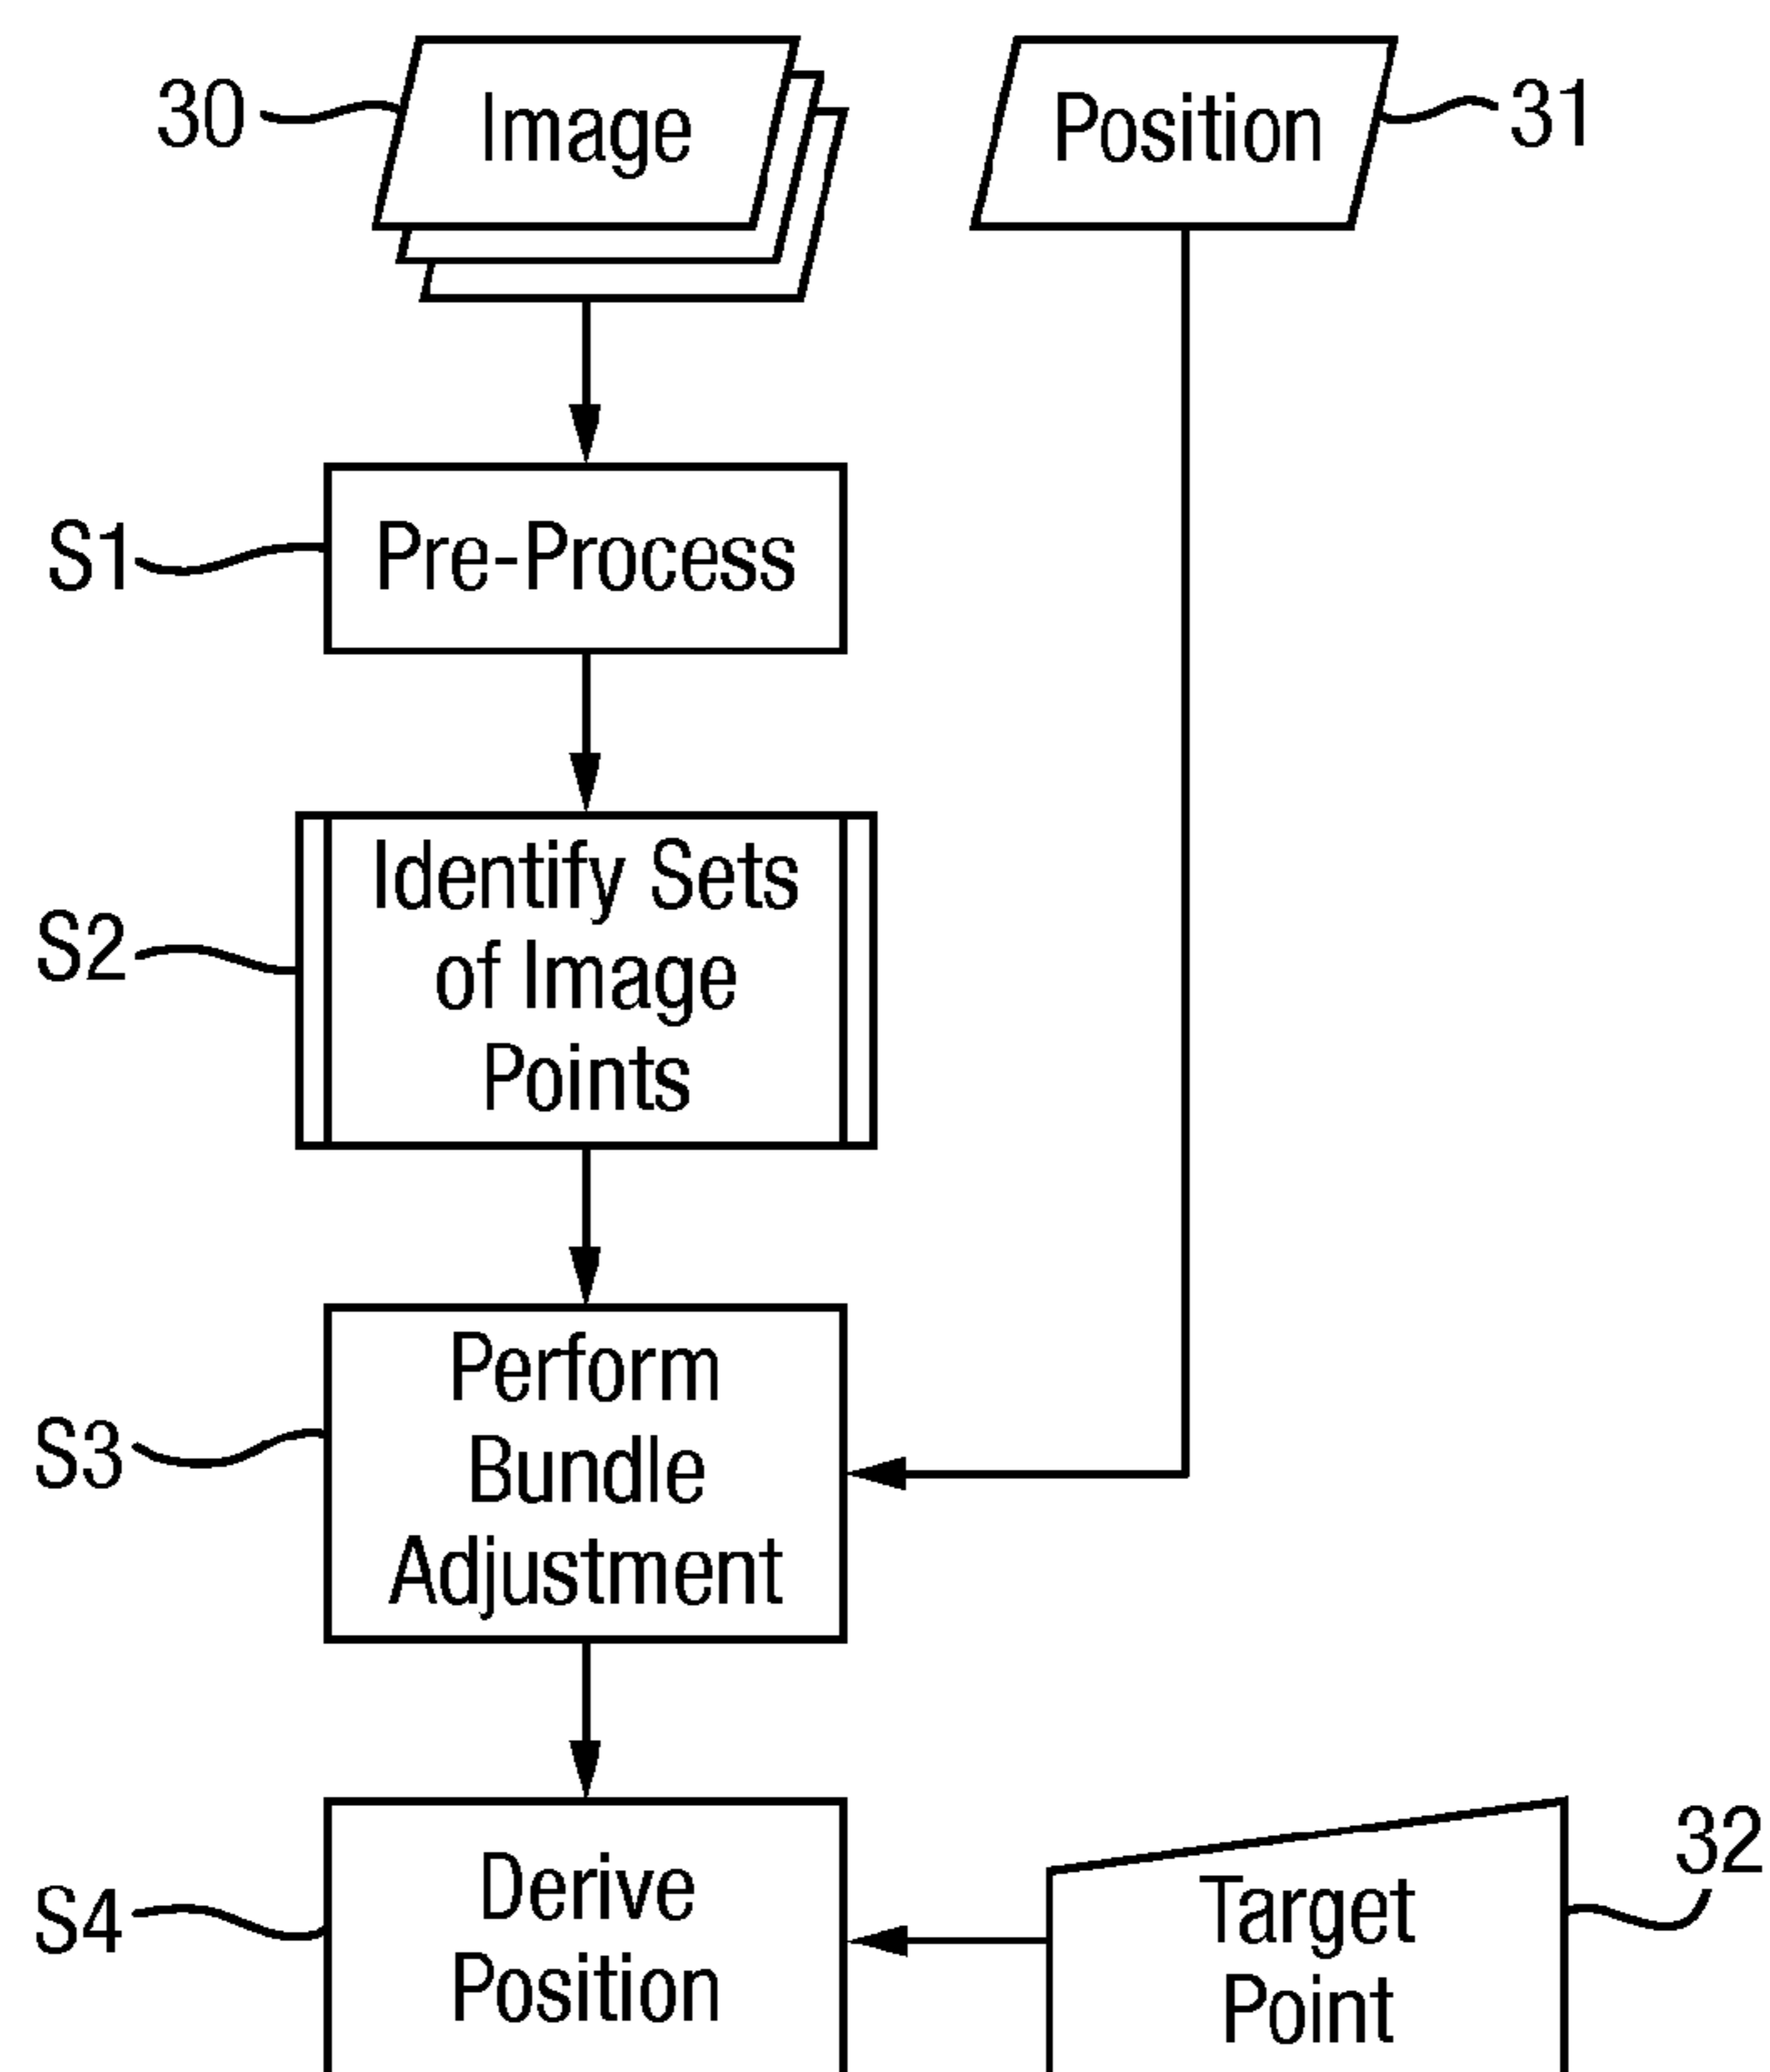 30
Image
Position
31
S1
Pre-Process
S2
Identify Sets
of Image
Points
S3
Perform
Bundle
Adjustment
S4
Derive
Position
Target
Point
32